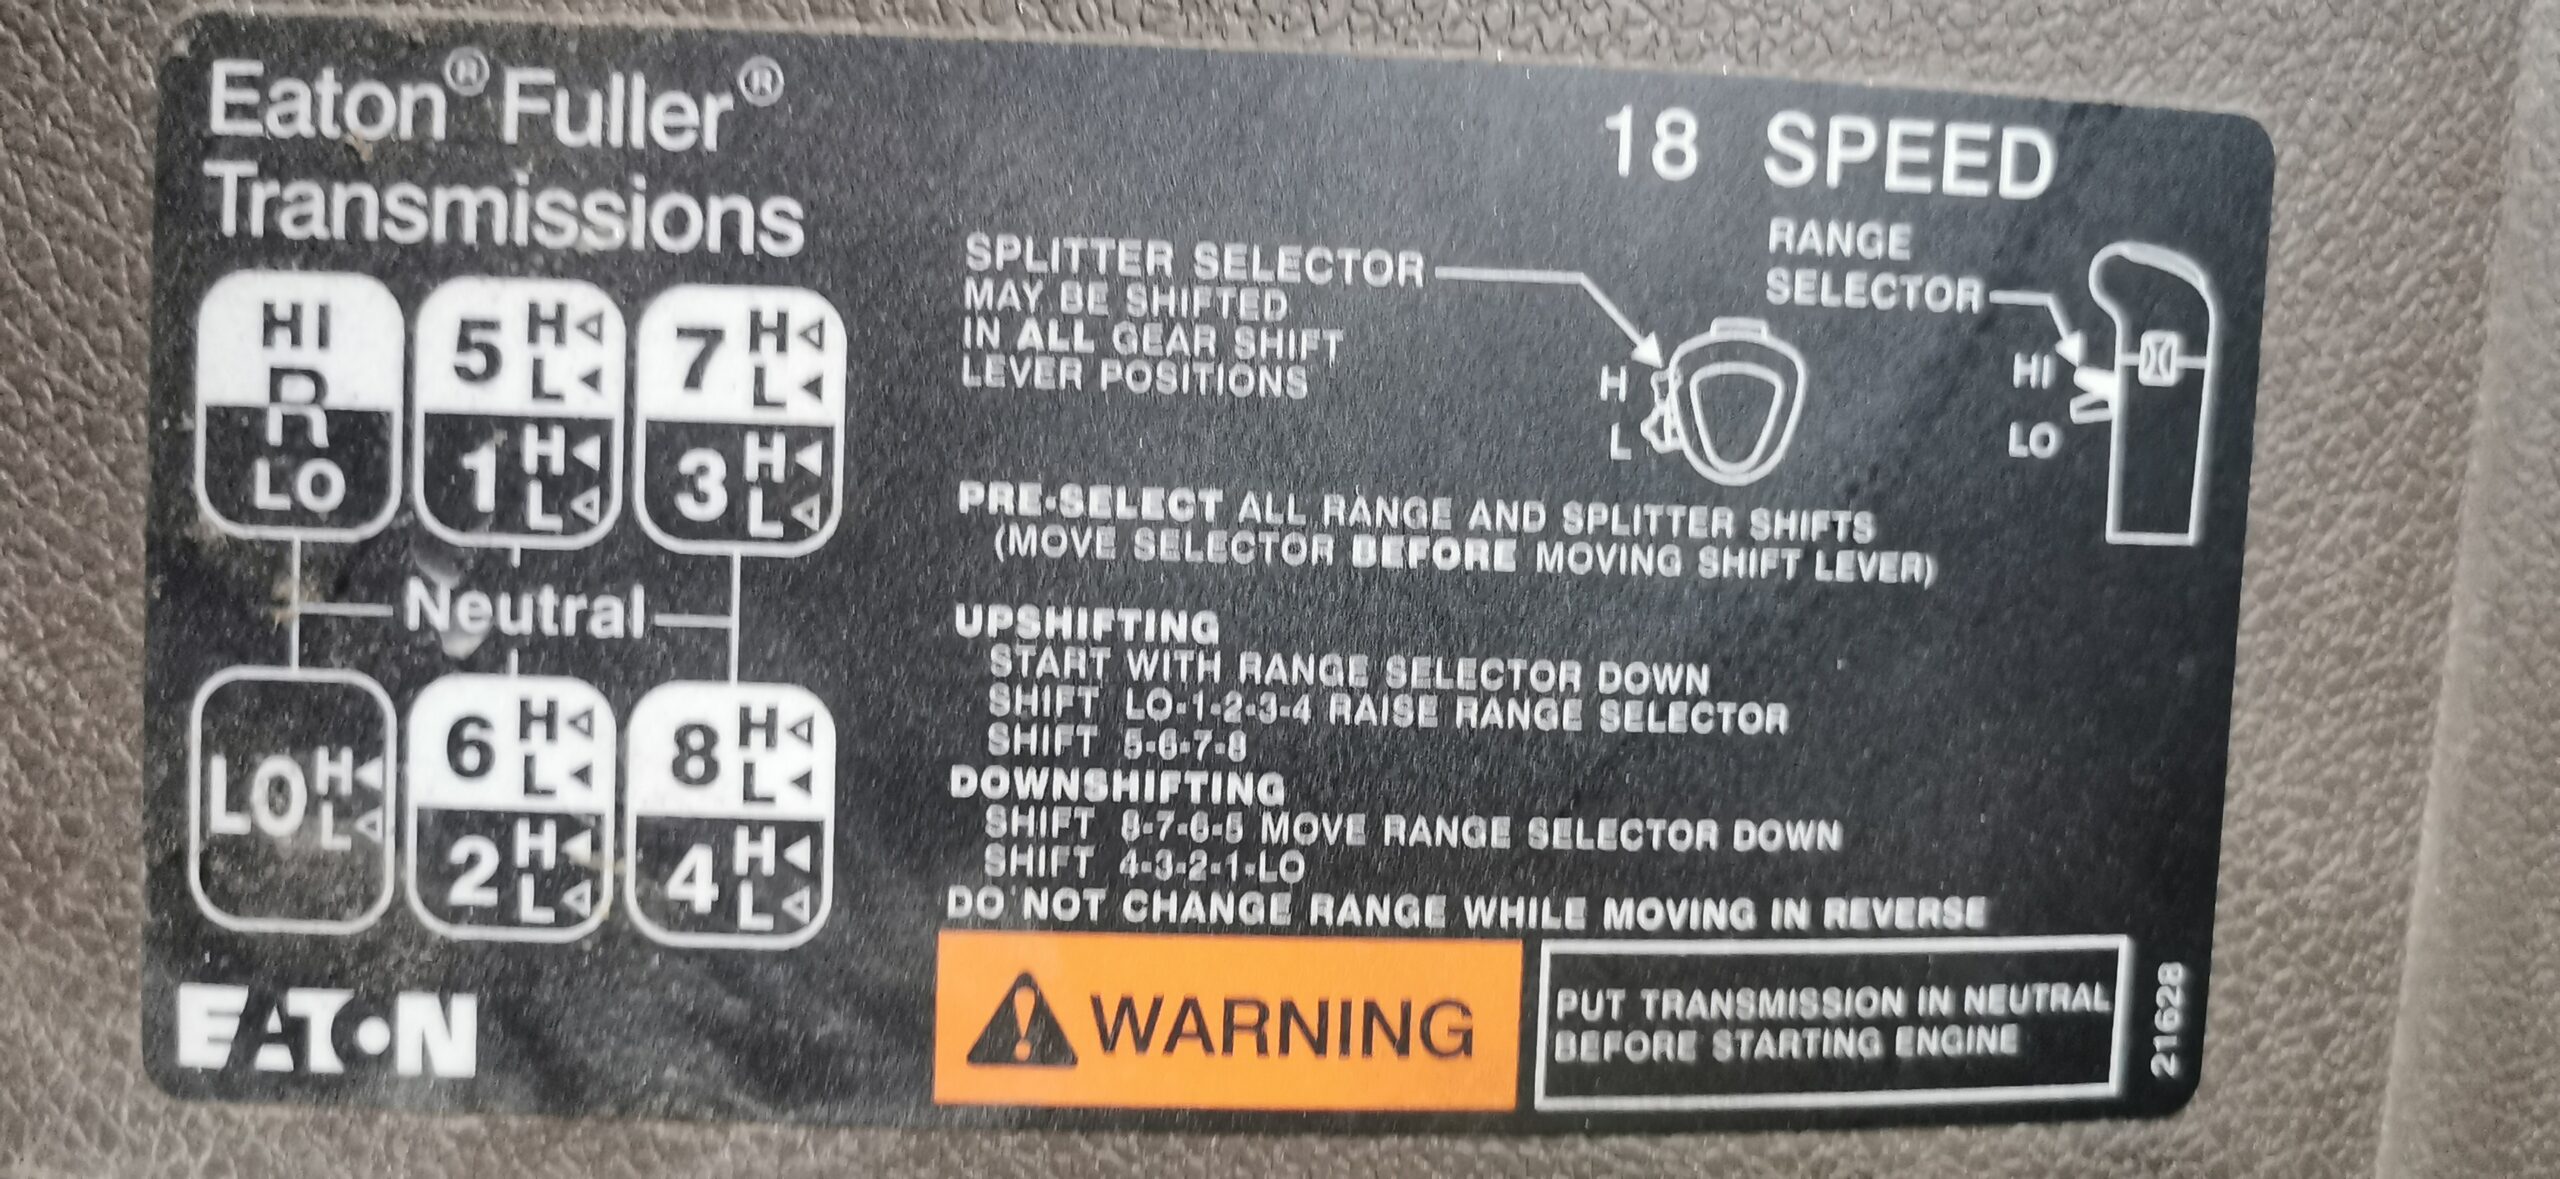 Eaton® Fuller®
Transmissions
18 SPEED
HI
R
LO
5 H
L
1 H
L
7 H
L
3 H
L
Neutral
LO H
L
6 H
L
2 H
L
8 H
L
4 H
L
EATON
SPLITTER SELECTOR
MAY BE SHIFTED
IN ALL GEAR SHIFT
LEVER POSITIONS
H
L
RANGE
SELECTOR
HI
LO
PRE-SELECT ALL RANGE AND SPLITTER SHIFTS
(MOVE SELECTOR BEFORE MOVING SHIFT LEVER)
UPSHIFTING
START WITH RANGE SELECTOR DOWN
SHIFT LO-1-2-3-4 RAISE RANGE SELECTOR
SHIFT 5-6-7-8
DOWNSHIFTING
SHIFT 8-7-6-5 MOVE RANGE SELECTOR DOWN
SHIFT 4-3-2-1-LO
DO NOT CHANGE RANGE WHILE MOVING IN REVERSE
WARNING
PUT TRANSMISSION IN NEUTRAL
BEFORE STARTING ENGINE
21628